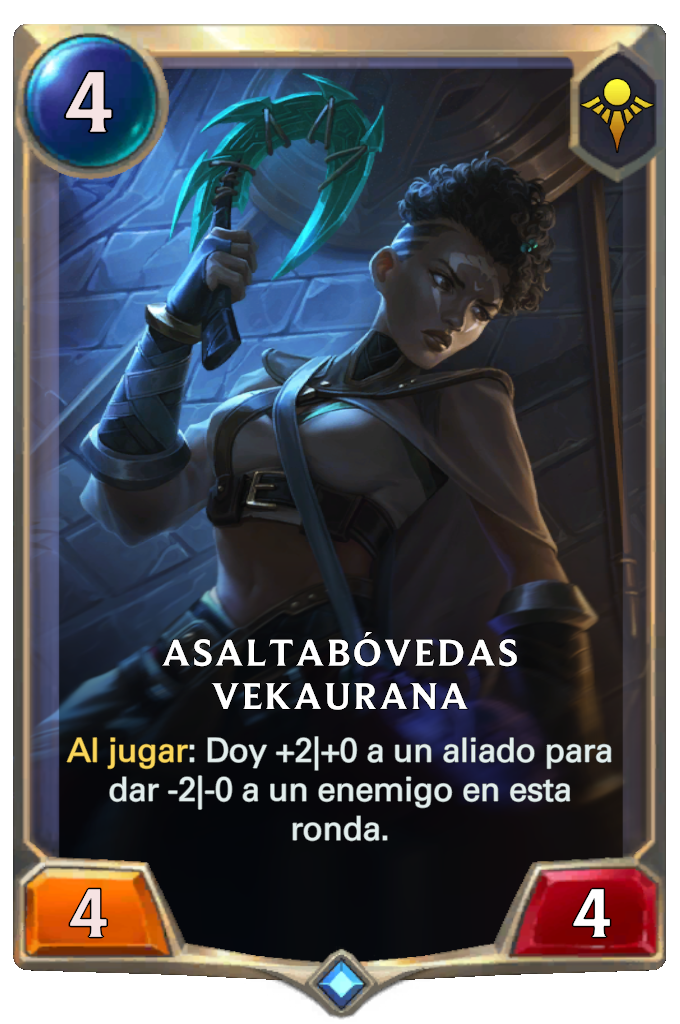 4
ASALTABÓVEDAS
VEKAURANA
Al jugar: Doy +2|+0 a un aliado para
dar -2|-0 a un enemigo en esta
ronda.
4
4